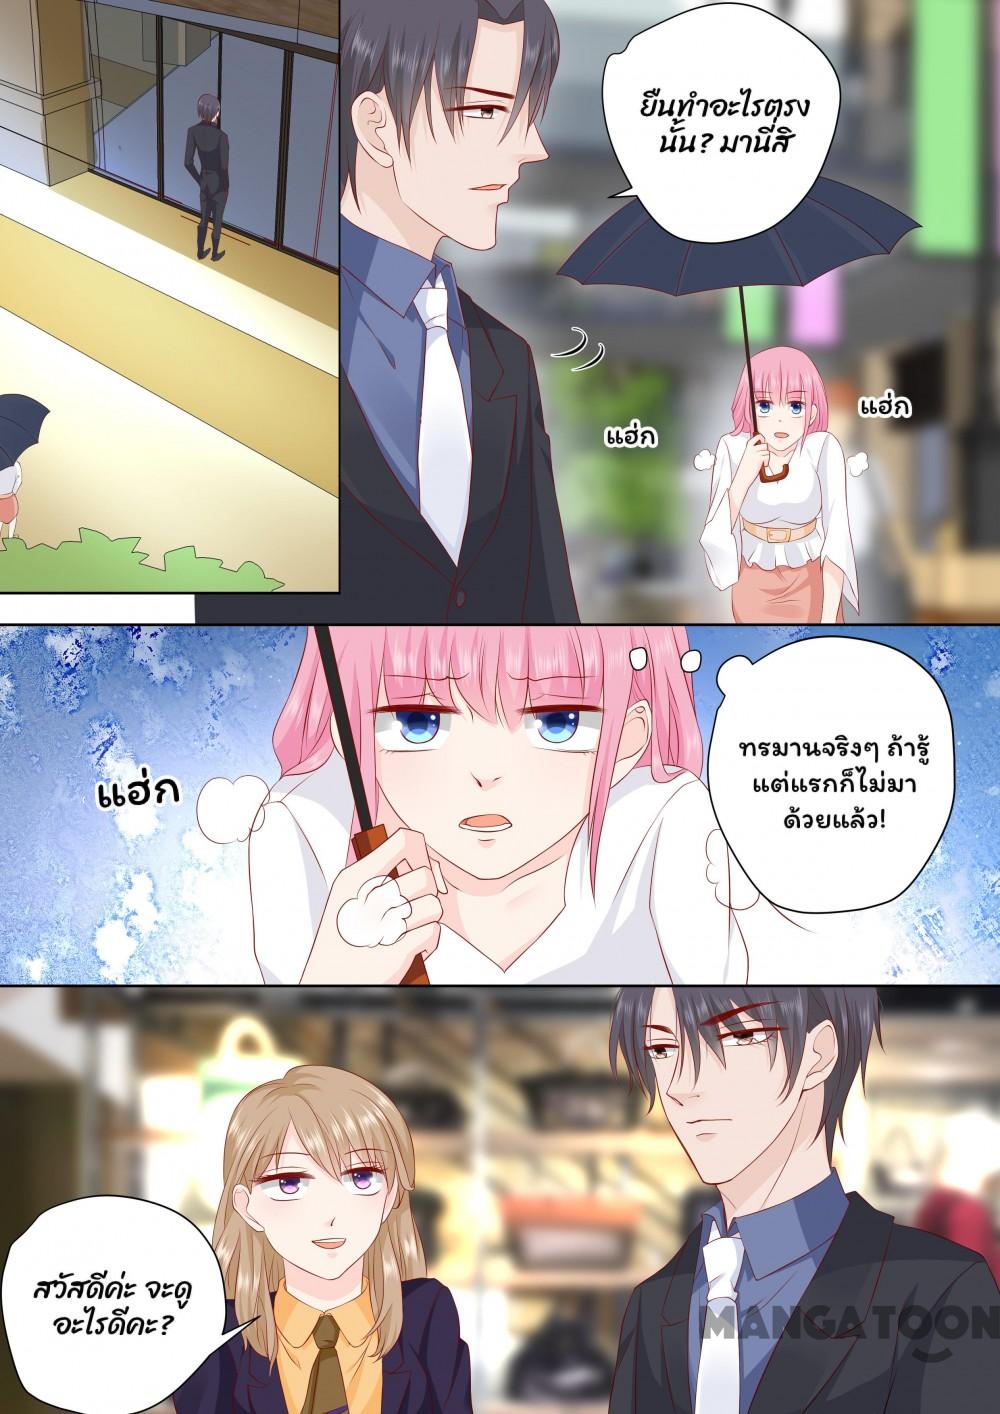 ยืนทำอะไรตรง
นั้น? มานี่สิ
แฮ่ก
แฮ่ก
แฮ่ก
ทรมานจริงๆ ถ้ารู้
แต่แรกก็ไม่มา
ด้วยแล้ว!
สวัสดีค่ะ จะดู
อะไรดีคะ?
MANGATOON